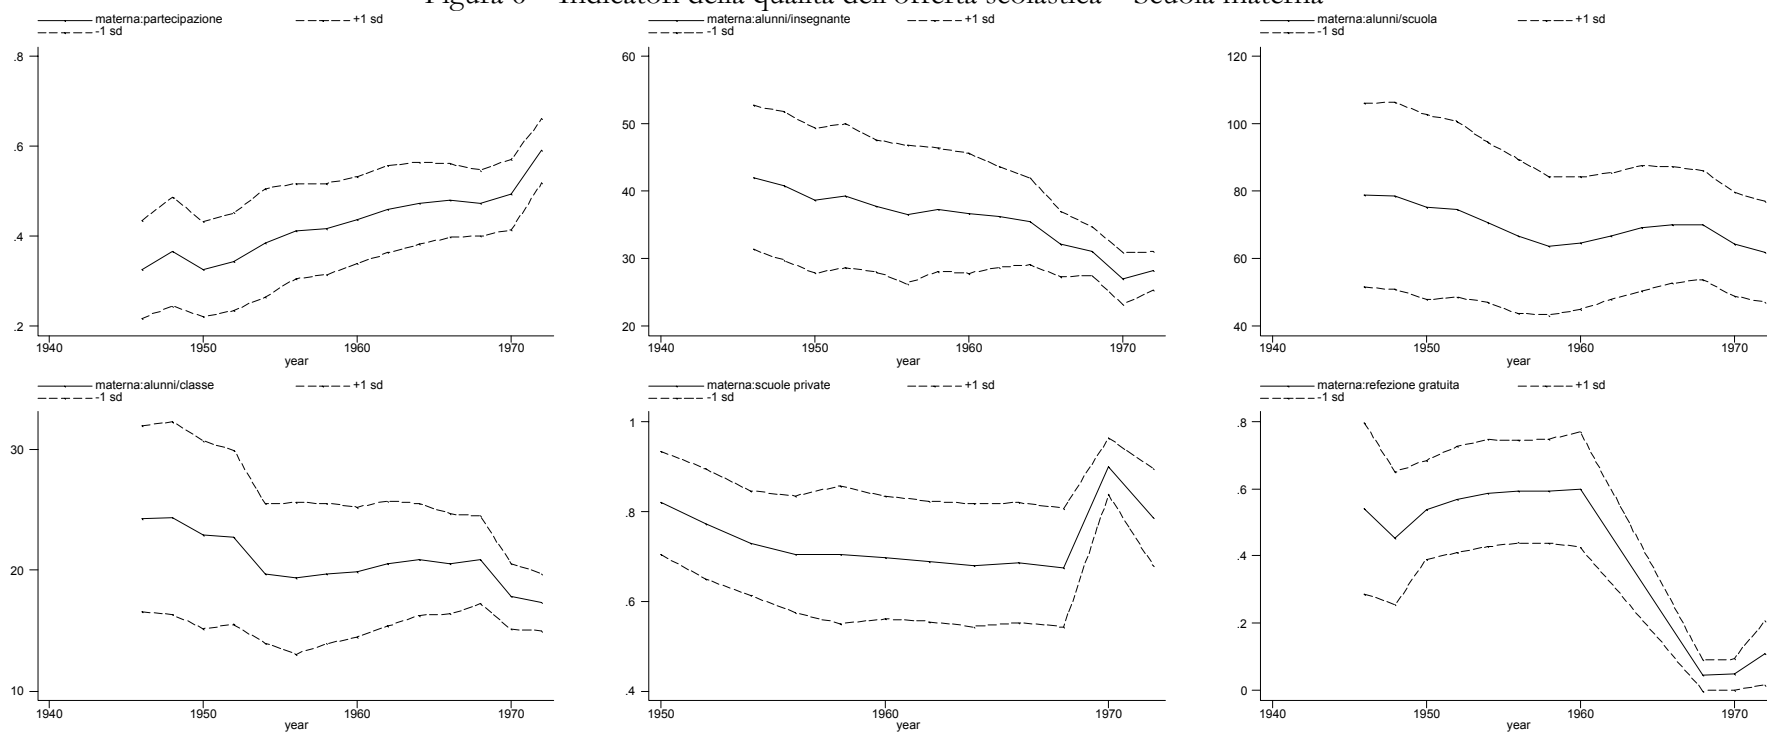 Figura 6 – Indicatori della qualità dell'offerta scolastica – Scuola materna
materna:partecipazione +1 sd
-1 sd
.8
.6
.4
.2
1940 1950 1960 1970
year
materna:alunni/insegnante +1 sd
-1 sd
60
50
40
30
20
1940 1950 1960 1970
year
materna:alunni/scuola +1 sd
-1 sd
120
100
80
60
40
1940 1950 1960 1970
year
materna:alunni/classe +1 sd
-1 sd
30
20
10
1940 1950 1960 1970
year
materna:scuole private +1 sd
-1 sd
1
.8
.6
.4
1950 1960 1970
year
materna:refezione gratuita +1 sd
-1 sd
.8
.6
.4
.2
0
1940 1950 1960 1970
year